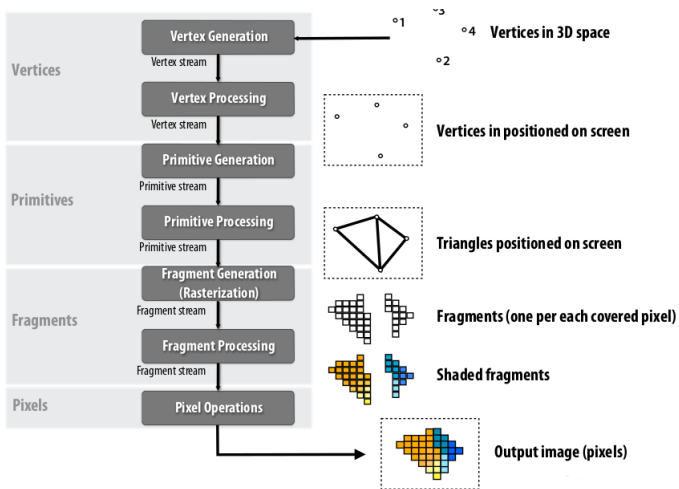 3
1
4
Vertices in 3D space
2
Vertex Generation
Vertices
Vertex stream
Vertex Processing
Vertices in positioned on screen
Vertex stream
Primitive Generation
Primitives
Primitive stream
Primitive Processing
Triangles positioned on screen
Primitive stream
Fragment Generation
(Rasterization)
Fragments
Fragment stream
Fragments (one per each covered pixel)
Fragment Processing
Shaded fragments
Fragment stream
Pixels
Pixel Operations
Output image (pixels)